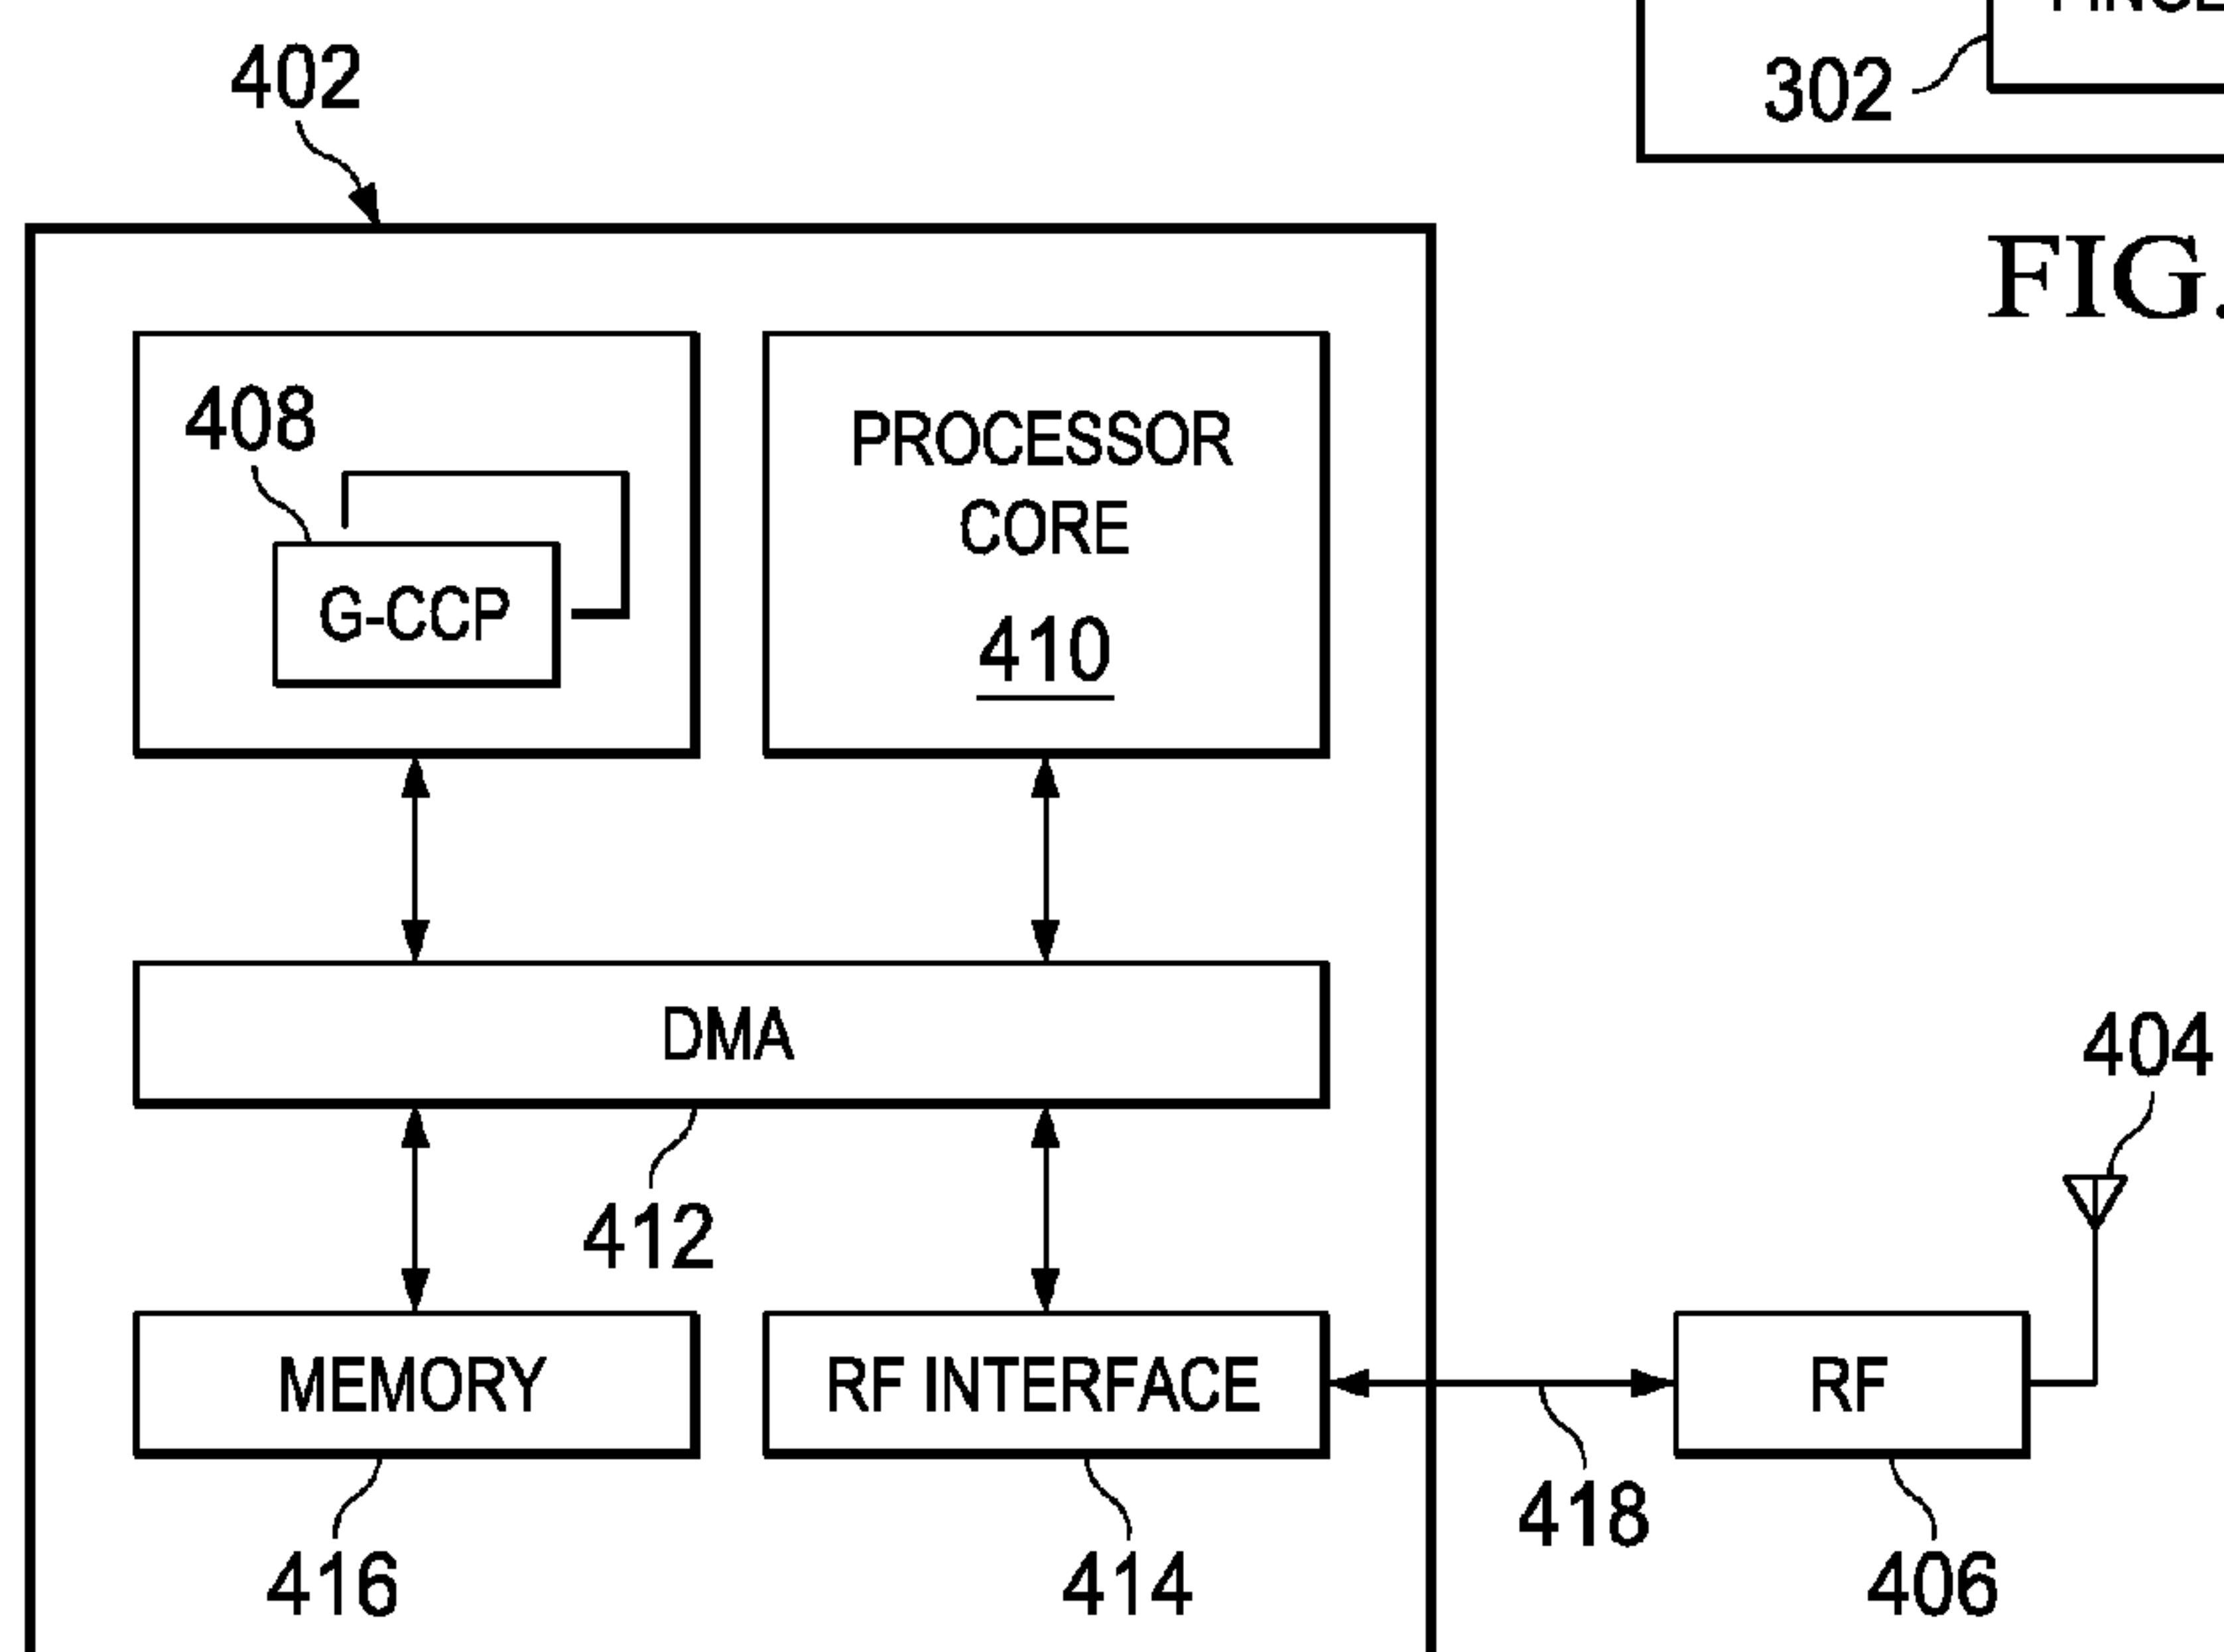 402
302
FIG.
408
PROCESSOR
CORE
G-CCP
410
DMA
404
412
MEMORY
RF INTERFACE
RF
418
416
414
406